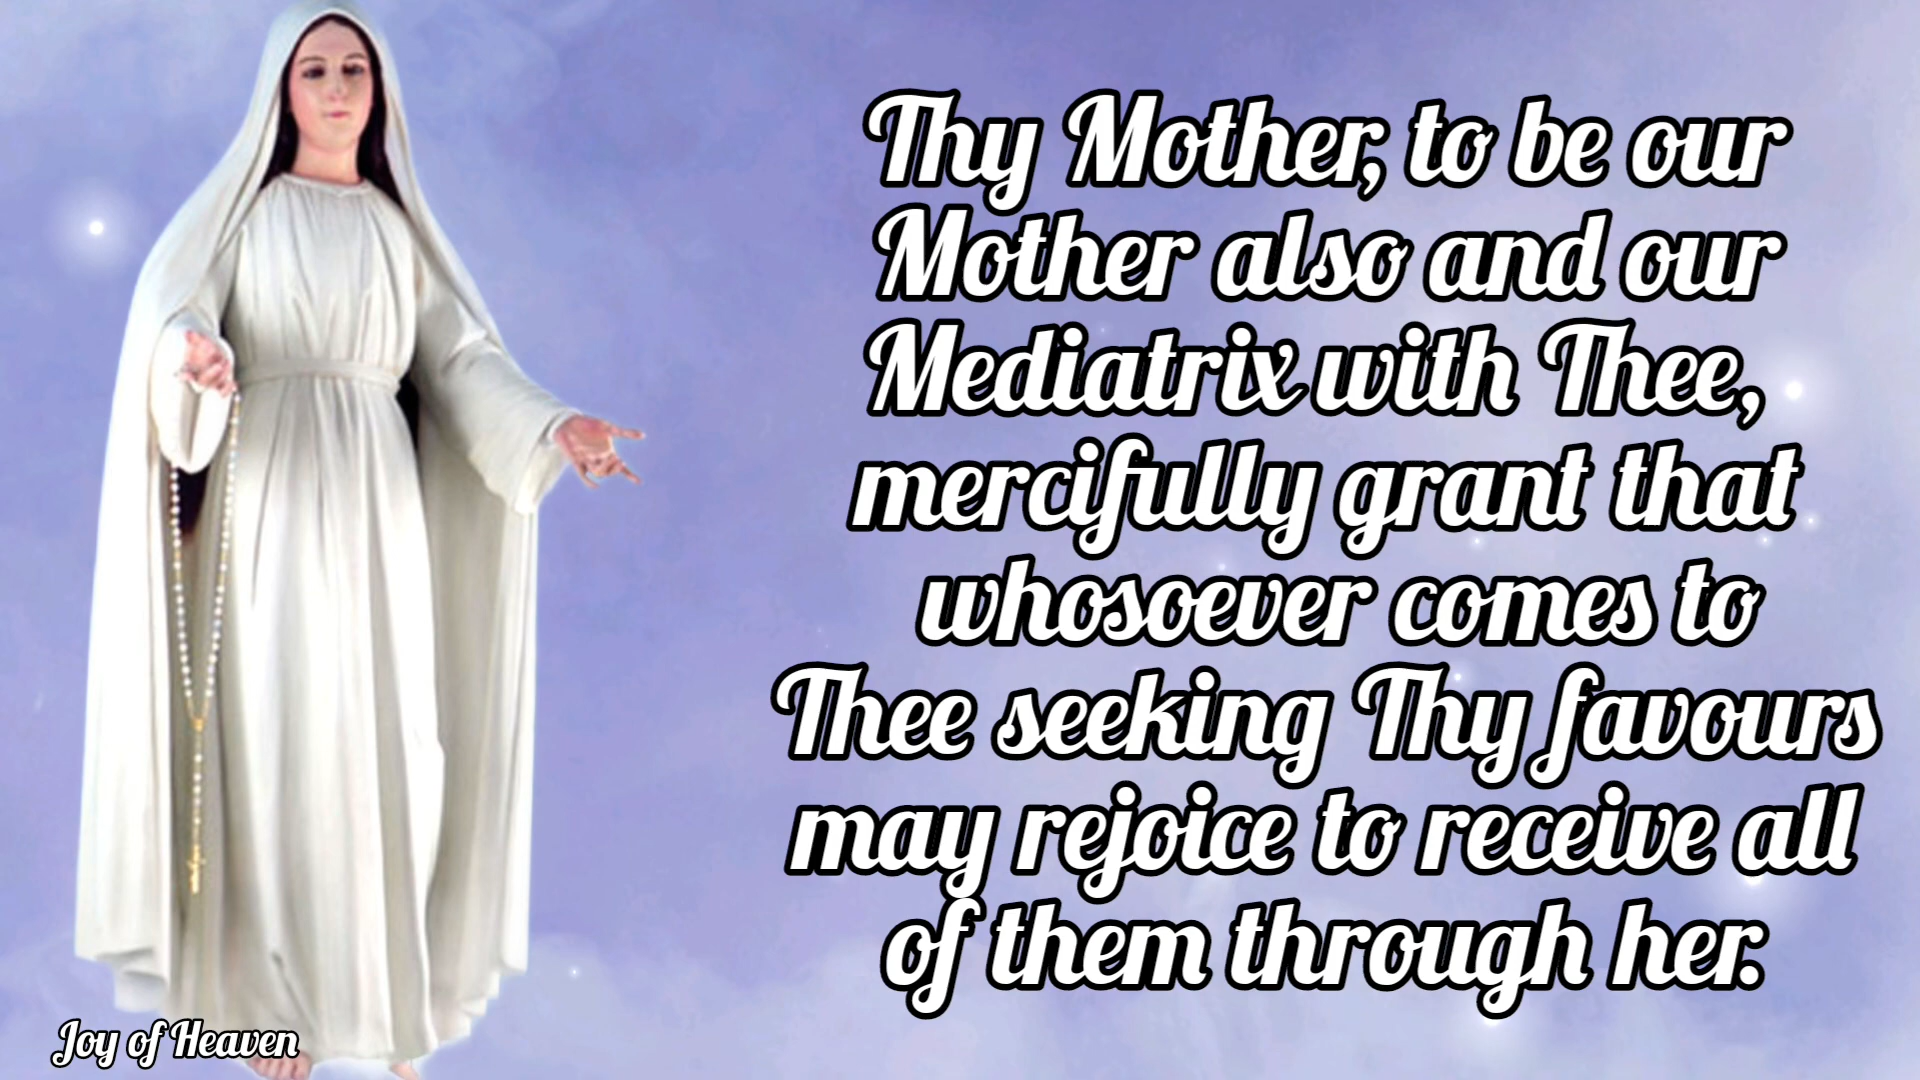 Thy Mother, to be our
Mother also and our
Mediatrix with Thee,
mercifully grant that
whosoever comes to
Thee seeking Thy favours
may rejoice to receive all
of them through her.
Joy of Heaven